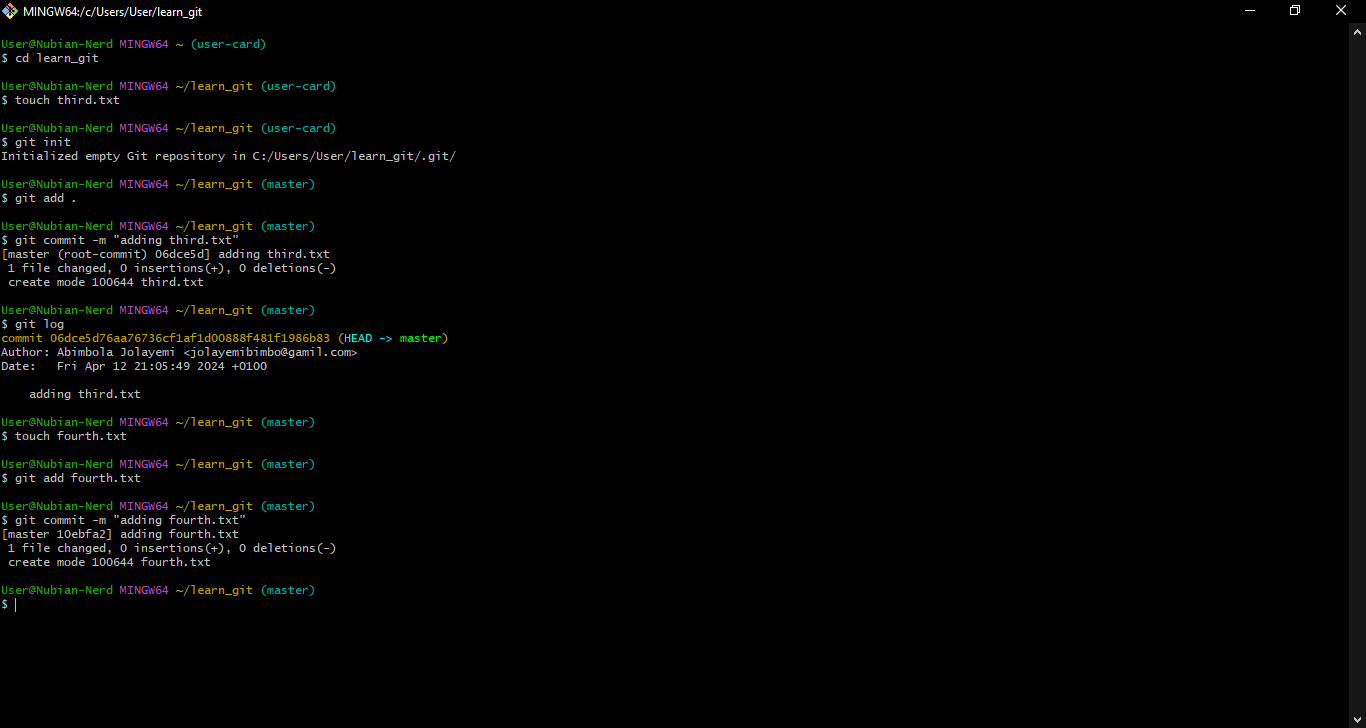 MINGW64:/c/Users/User/learn_git
User@Nubian-Nerd MINGW64 ~ (user-card)
$ cd learn_git
User@Nubian-Nerd MINGW64 ~/learn_git (user-card)
$ touch third.txt
User@Nubian-Nerd MINGW64 ~/learn_git (user-card)
$ git init
Initialized empty Git repository in C:/Users/User/learn_git/.git/
User@Nubian-Nerd MINGW64 ~/learn_git (master)
$ git add .
User@Nubian-Nerd MINGW64 ~/learn_git (master)
$ git commit -m "adding third.txt"
[master (root-commit) 06dce5d] adding third.txt
 1 file changed, 0 insertions(+), 0 deletions(-)
 create mode 100644 third.txt
User@Nubian-Nerd MINGW64 ~/learn_git (master)
$ git log
commit 06dce5d76aa76736cf1af1d00888f481f1986b83 (HEAD -> master)
Author: Abimbola Jolayemi <jolayemibimbo@gamil.com>
Date:   Fri Apr 12 21:05:49 2024 +0100
    adding third.txt
User@Nubian-Nerd MINGW64 ~/learn_git (master)
$ touch fourth.txt
User@Nubian-Nerd MINGW64 ~/learn_git (master)
$ git add fourth.txt
User@Nubian-Nerd MINGW64 ~/learn_git (master)
$ git commit -m "adding fourth.txt"
[master 10ebfa2] adding fourth.txt
 1 file changed, 0 insertions(+), 0 deletions(-)
 create mode 100644 fourth.txt
User@Nubian-Nerd MINGW64 ~/learn_git (master)
$